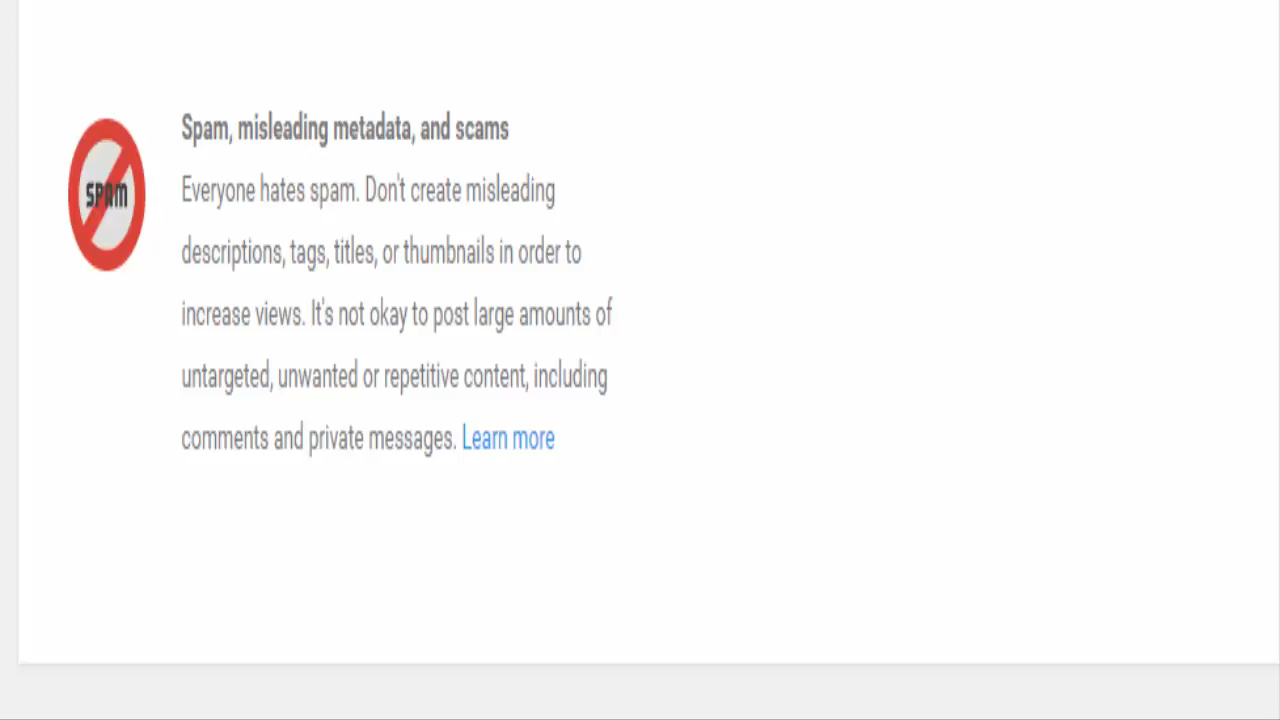 Spam, misleading metadata, and scams
SPAM
Everyone hates spam. Don't create misleading
descriptions, tags, titles, or thumbnails in order to
increase views. It's not okay to post large amounts of
untargeted, unwanted or repetitive content, including
comments and private messages. Learn more